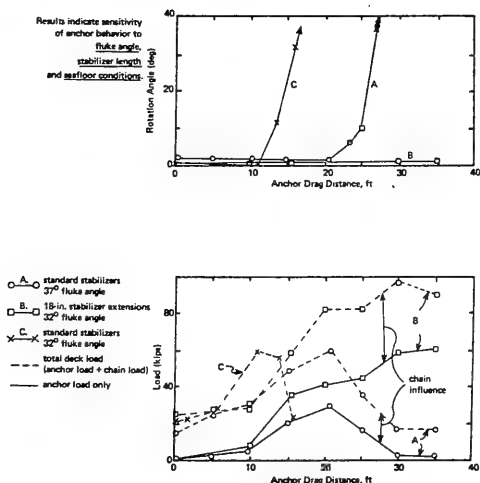 Results indicate sensitivity
of anchor behavior to
fluke angle,
stabilizer length
and seafloor conditions.
Rotation Angle (deg)
40
20
0
C
A
B
0
10
20
30
40
Anchor Drag Distance, ft
A. standard stabilizers
37° fluke angle
B. 18-in. stabilizer extensions
32° fluke angle
C. standard stabilizers
32° fluke angle
total deck load
(anchor load + chain load)
anchor load only
Load (kips)
80
40
0
C
B
chain
influence
A
0
10
20
30
40
Anchor Drag Distance, ft